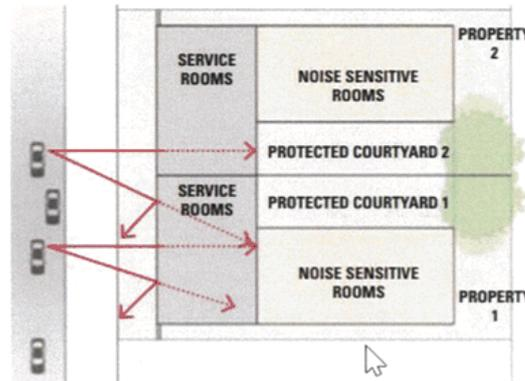 PROPERTY
2
SERVICE
ROOMS
NOISE SENSITIVE
ROOMS
PROTECTED COURTYARD 2
SERVICE
ROOMS
PROTECTED COURTYARD 1
NOISE SENSITIVE
ROOMS
PROPERTY
1